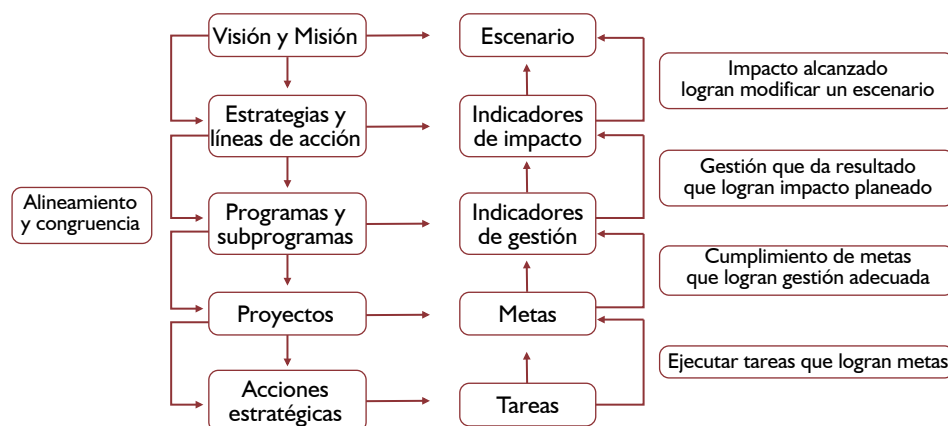 Visión y Misión
Escenario
Impacto alcanzado
logran modificar un escenario
Estrategias y
líneas de acción
Indicadores
de impacto
Gestión que da resultado
que logran impacto planeado
Alineamiento
y congruencia
Programas y
subprogramas
Indicadores
de gestión
Cumplimiento de metas
que logran gestión adecuada
Proyectos
Metas
Ejecutar tareas que logran metas
Acciones
estratégicas
Tareas